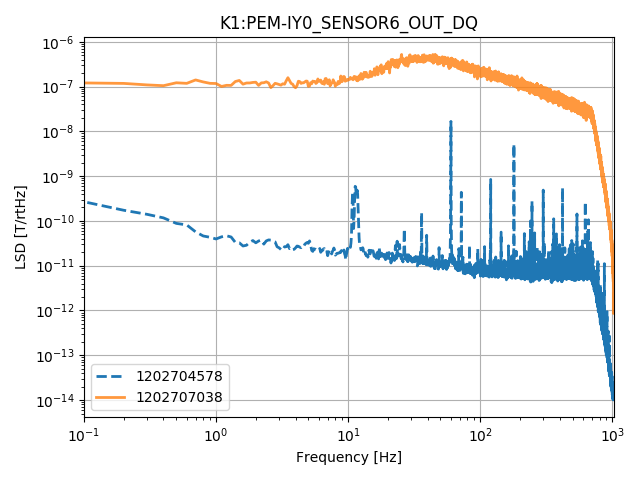 K1:PEM-IY0_SENSOR6_OUT_DQ
LSD [T/rtHz]
10⁻⁶
10⁻⁷
10⁻⁸
10⁻⁹
10⁻¹⁰
10⁻¹¹
10⁻¹²
10⁻¹³
10⁻¹⁴
1202704578
1202707038
10⁻¹ 10⁰ 10¹ 10² 10³
Frequency [Hz]